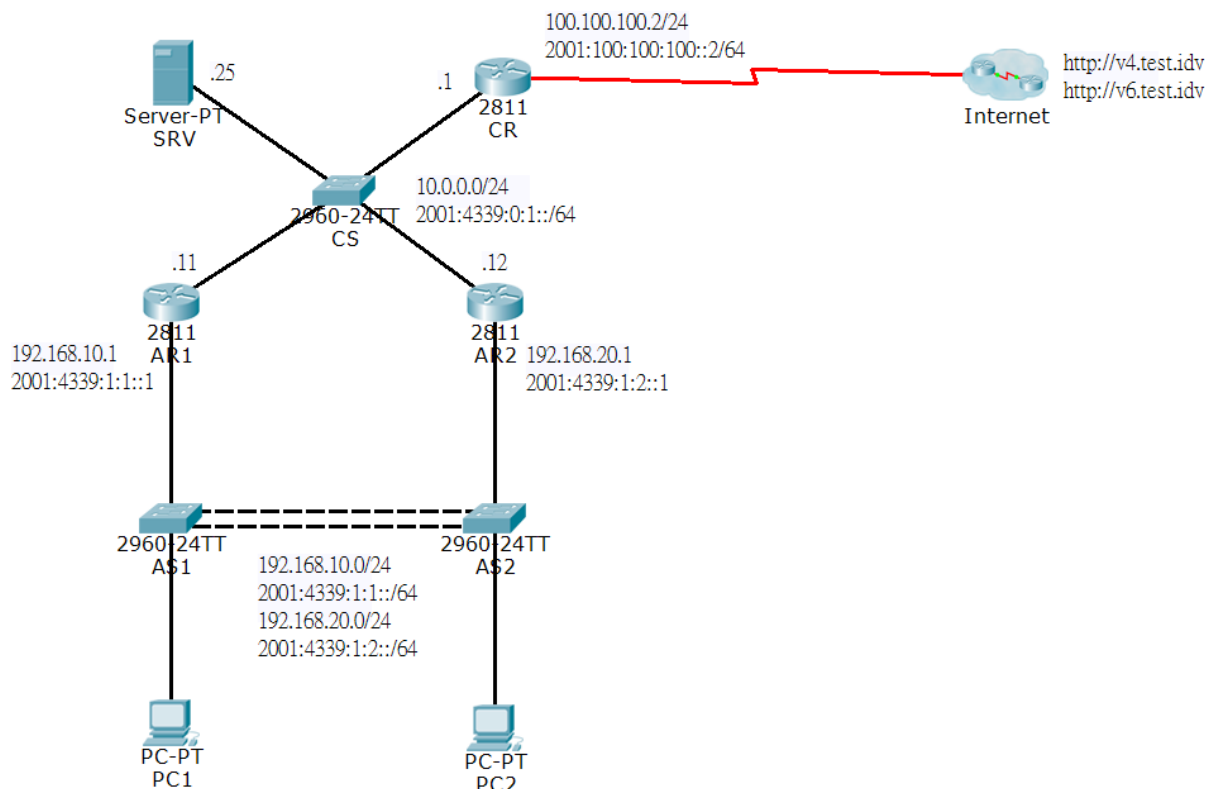 100.100.100.2/24
2001:100:100:100::2/64
.25
.1
http://v4.test.idv
http://v6.test.idv
Server-PT
SRV
2811
CR
Internet
10.0.0.0/24
2001:4339:0:1::/64
2960-24TT
CS
.11
.12
2811
AR1
2811
AR2
192.168.10.1
2001:4339:1:1::1
192.168.20.1
2001:4339:1:2::1
2960-24TT
AS1
2960-24TT
AS2
192.168.10.0/24
2001:4339:1:1::/64
192.168.20.0/24
2001:4339:1:2::/64
PC-PT
PC1
PC-PT
PC2